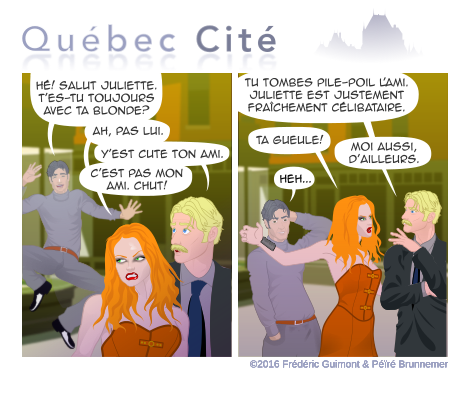 Québec Cité
HÉ! SALUT JULIETTE.
T'ES-TU TOUJOURS
AVEC TA BLONDE?
AH, PAS LUI.
Y'EST CUTE TON AMI.
C'EST PAS MON
AMI. CHUT!
TU TOMBES PILE-POIL L'AMI.
JULIETTE EST JUSTEMENT
FRAÎCHEMENT CÉLIBATAIRE.
TA GUEULE!
MOI AUSSI,
D'AILLEURS.
HEH...
©2016 Frédéric Guimont & Péïré Brunnemer